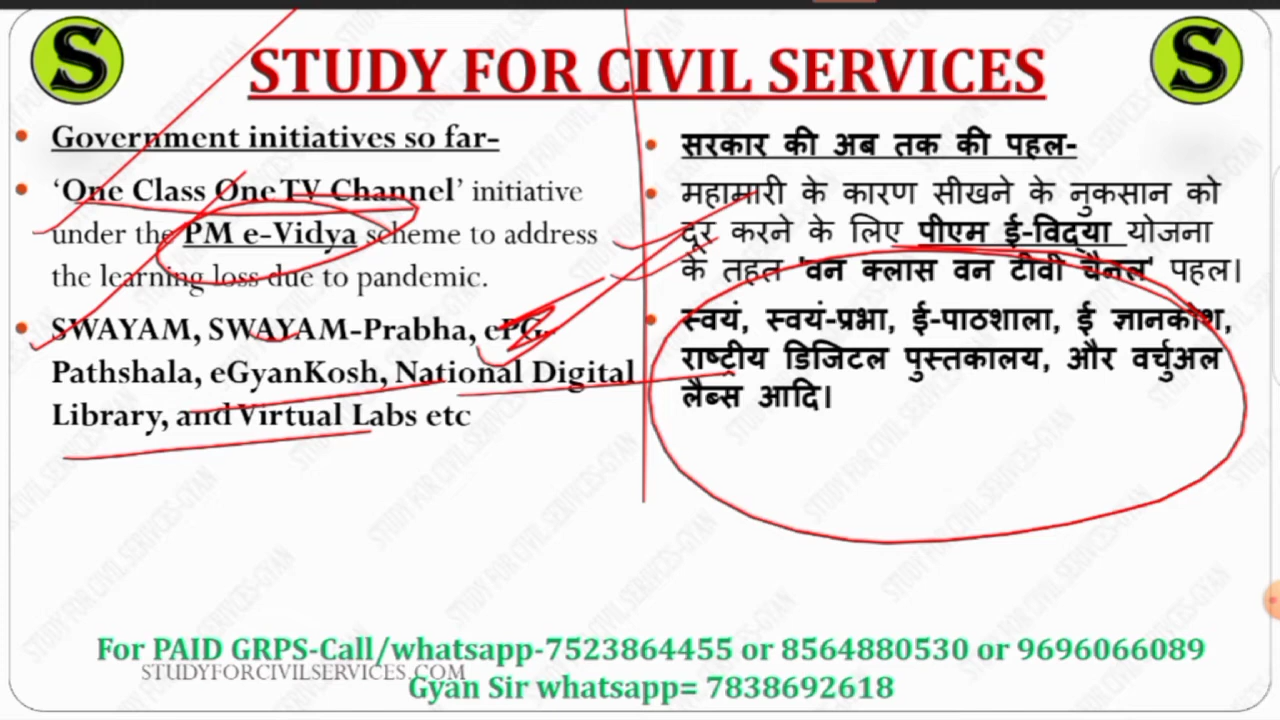 S
STUDY FOR CIVIL SERVICES
S
Government initiatives so far-
'One Class One TV Channel' initiative
under the PM e-Vidya scheme to address
the learning loss due to pandemic.
SWAYAM, SWAYAM-Prabha, ePG-
Pathshala, eGyanKosh, National Digital
Library, and Virtual Labs etc
सरकार की अब तक की पहल-
महामारी के कारण सीखने के नुकसान को
दूर करने के लिए पीएम ई-विद्या योजना
के तहत 'वन क्लास वन टीवी चैनल' पहल।
स्वयं, स्वयं-प्रभा, ई-पाठशाला, ई ज्ञानकोश,
राष्ट्रीय डिजिटल पुस्तकालय, और वर्चुअल
लैब्स आदि।
For PAID GRPS-Call/whatsapp-7523864455 or 8564880530 or 9696066089
STUDYFORCIVILSERVICES.COM
Gyan Sir whatsapp= 7838692618